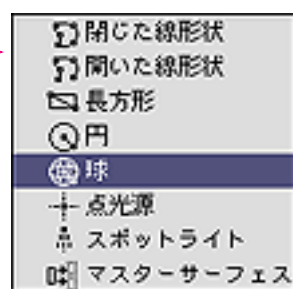 閉じた線形状
開いた線形状
長方形
円
球
点光源
スポットライト
マスターサーフェス